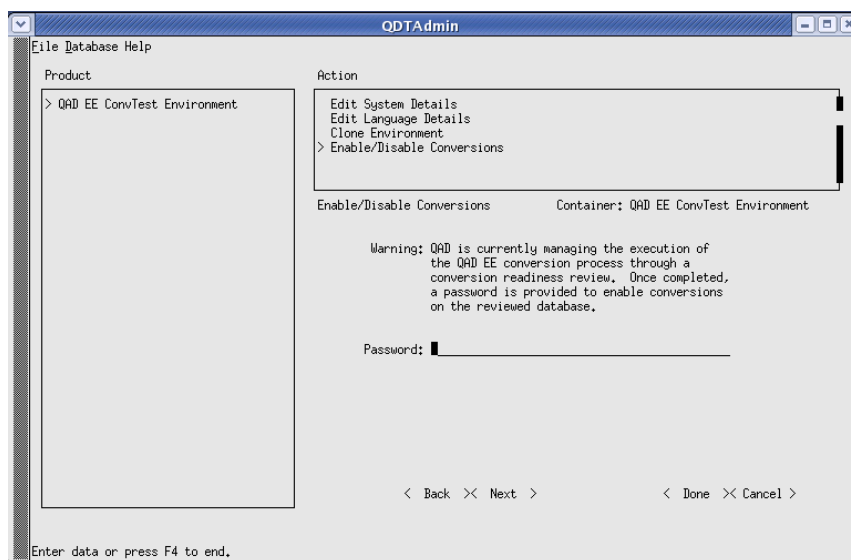 QDTAdmin
File Database Help
Product
> QAD EE ConvTest Environment
Action
Edit System Details
Edit Language Details
Clone Environment
> Enable/Disable Conversions
Enable/Disable Conversions Container: QAD EE ConvTest Environment
Warning: QAD is currently managing the execution of
the QAD EE conversion process through a
conversion readiness review. Once completed,
a password is provided to enable conversions
on the reviewed database.
Password:
< Back >< Next > < Done >< Cancel >
Enter data or press F4 to end.